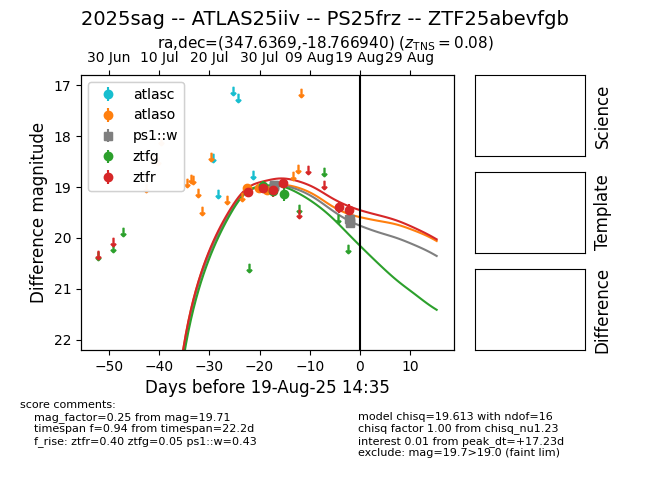 2025sag -- ATLAS25iiv -- PS25frz -- ZTF25abevfgb
ra,dec=(347.6369,-18.766940) (z_TNS = 0.08)
30 Jun 10 Jul 20 Jul 30 Jul 09 Aug 19 Aug 29 Aug
17
18
19
20
21
22
Difference magnitude
atlasc
atlaso
ps1::w
ztfg
ztfr
Science
Template
Difference
−50 −40 −30 −20 −10 0 10
Days before 19-Aug-25 14:35
score comments:
mag_factor=0.25 from mag=19.71
timespan f=0.94 from timespan=22.2d
f_rise: ztfr=0.40 ztfg=0.05 ps1::w=0.43
model chisq=19.613 with ndof=16
chisq factor 1.00 from chisq_nu1.23
interest 0.01 from peak_dt=+17.23d
exclude: mag=19.7>19.0 (faint lim)